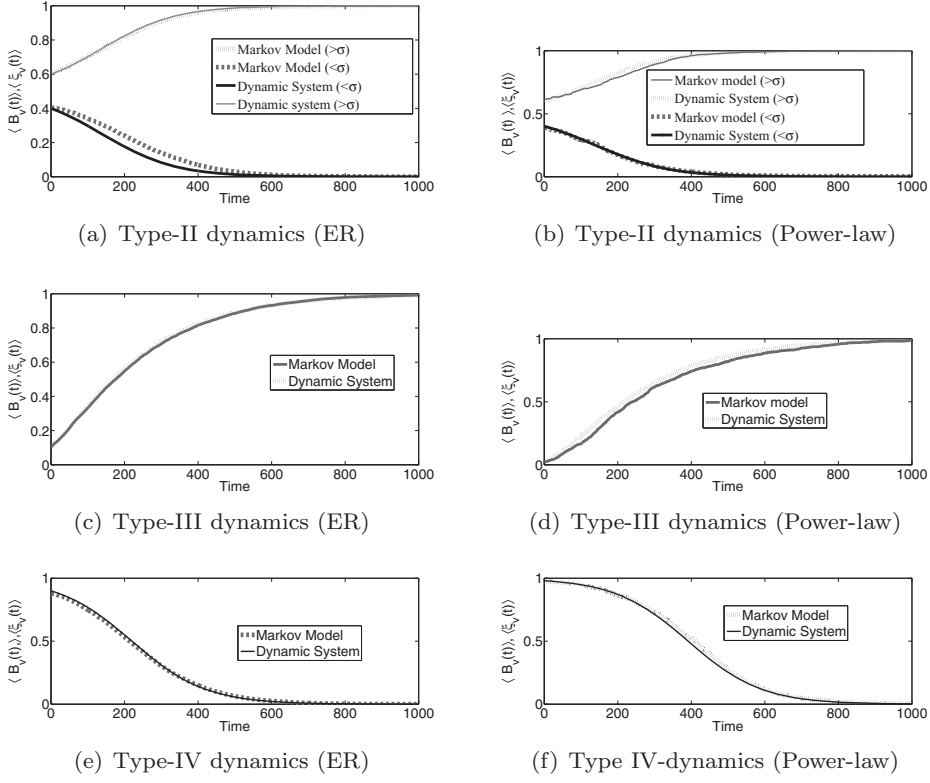 ⟨ B_v(t) ⟩,⟨ξ_v(t)⟩
1
0.8
0.6
0.4
0.2
0
0 200 400 600 800 1000
Time
Markov Model (>σ)
Markov Model (<σ)
Dynamic System (<σ)
Dynamic system (>σ)
(a) Type-II dynamics (ER)
⟨ B_v(t) ⟩,⟨ξ_v(t)⟩
1
0.5
0
0 200 400 600 800 1000
Time
Markov model (>σ)
Dynamic System (>σ)
Markov model (<σ)
Dynamic System (<σ)
(b) Type-II dynamics (Power-law)
⟨ B_v(t)⟩,⟨ξ_v(t)⟩
1
0.8
0.6
0.4
0.2
0
0 200 400 600 800 1000
Time
Markov Model
Dynamic System
(c) Type-III dynamics (ER)
⟨ B_v(t)⟩, ⟨ξ_v(t)⟩
1
0.5
0
0 200 400 600 800 1000
Time
Markov model
Dynamic System
(d) Type-III dynamics (Power-law)
⟨ B_v(t)⟩,⟨ξ_v(t)⟩
1
0.5
0
0 200 400 600 800 1000
Time
Markov Model
Dynamic System
(e) Type-IV dynamics (ER)
⟨ B_v(t)⟩, ⟨ξ_v(t)⟩
1
0.5
0
0 200 400 600 800 1000
Time
Markov Model
Dynamic System
(f) Type IV-dynamics (Power-law)